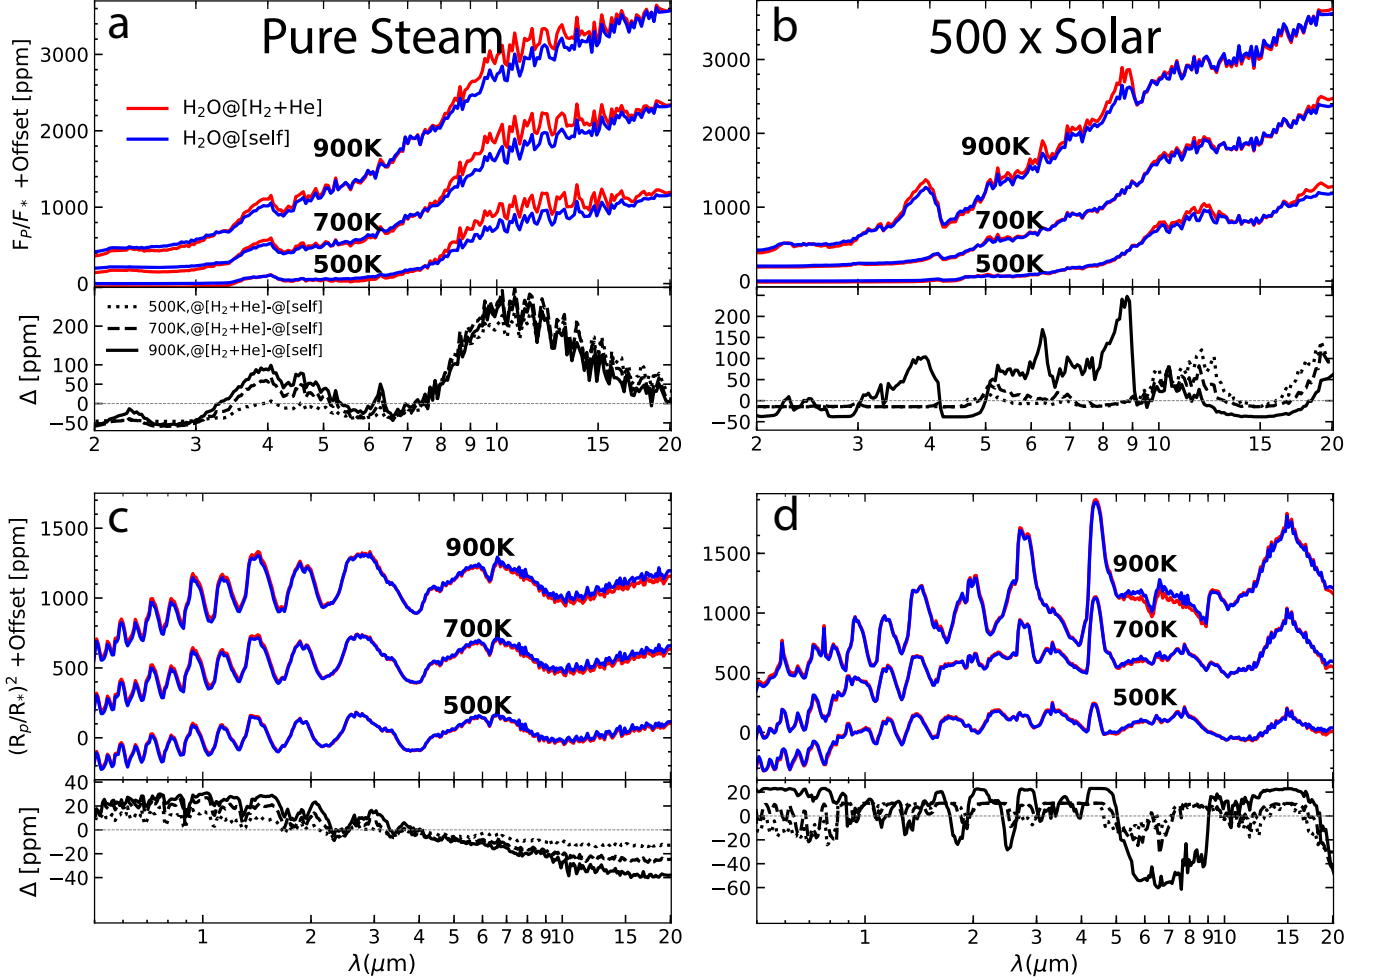 a
Pure Steam
b
500 x Solar
F_P/F_* +Offset [ppm]
3000
2000
1000
0
H₂O@[H₂+He]
H₂O@[self]
900K
700K
500K
3000
2000
1000
0
900K
700K
500K
Δ [ppm]
200
100
50
0
−50
500K,@[H₂+He]-@[self]
700K,@[H₂+He]-@[self]
900K,@[H₂+He]-@[self]
2 3 4 5 6 7 8 9 10 15 20
200
100
50
0
−50
2 3 4 5 6 7 8 9 10 15 20
c
d
(R_p/R_*)² +Offset [ppm]
1500
1000
500
0
900K
700K
500K
1500
1000
500
0
900K
700K
500K
Δ [ppm]
40
20
0
−20
−40
1 2 3 4 5 6 7 8 9 10 15 20
λ(μm)
20
0
−20
−40
−60
1 2 3 4 5 6 7 8 9 10 15 20
λ(μm)